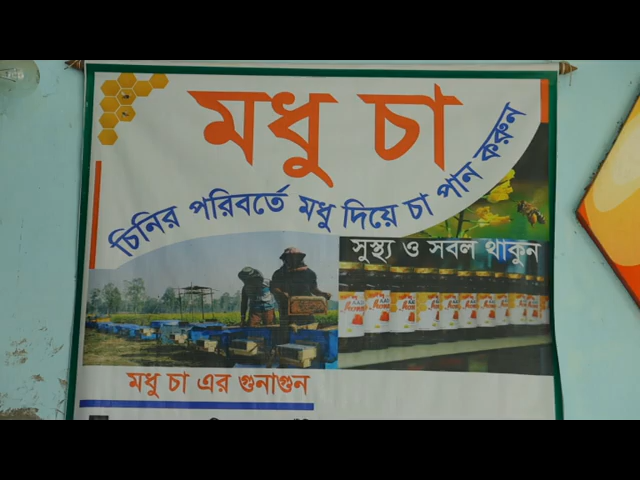 মধু চা
চিনির পরিবর্তে মধু দিয়ে চা পান করুন
সুস্থ্য ও সবল থাকুন
মধু চা এর গুনাগুন